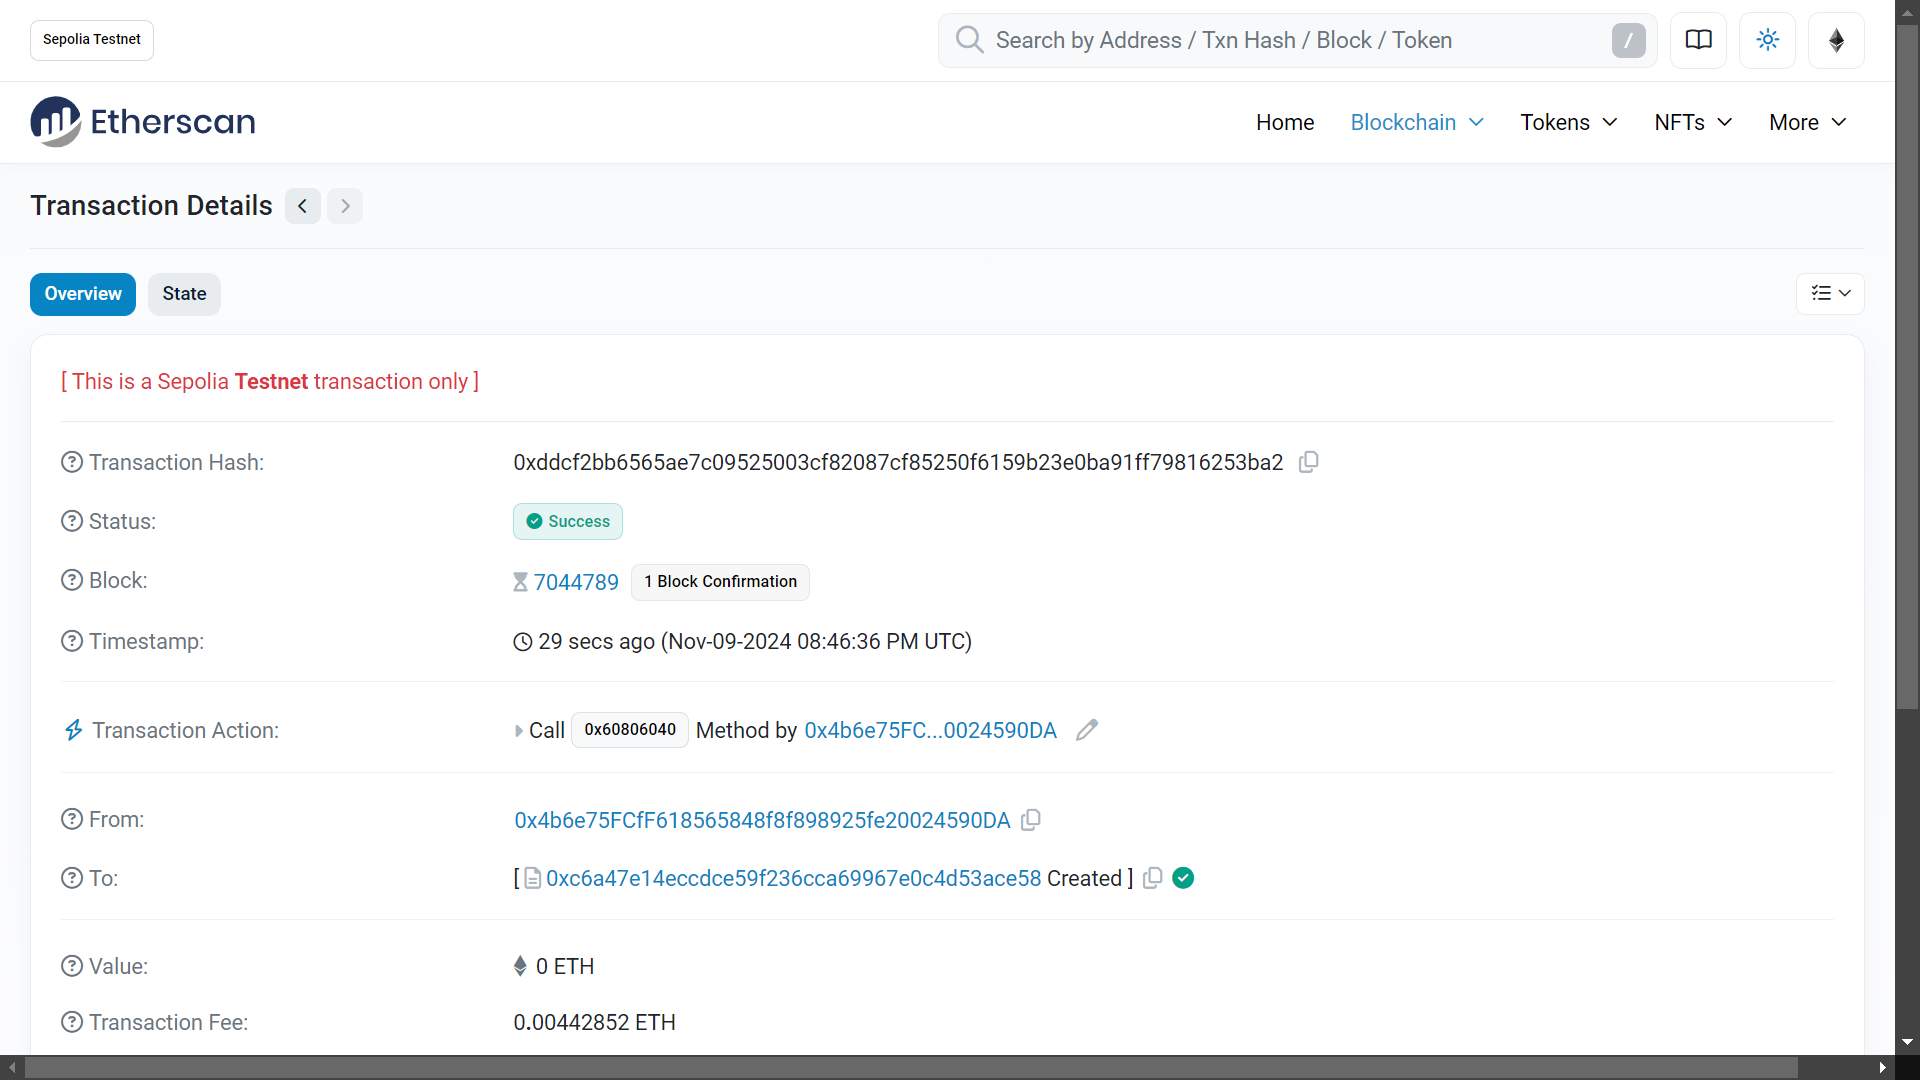 Sepolia Testnet
Search by Address / Txn Hash / Block / Token
/
Etherscan
Home Blockchain Tokens NFTs More
Transaction Details
Overview State
[ This is a Sepolia Testnet transaction only ]
Transaction Hash: 0xddcf2bb6565ae7c09525003cf82087cf85250f6159b23e0ba91ff79816253ba2
Status: Success
Block: 7044789 1 Block Confirmation
Timestamp: 29 secs ago (Nov-09-2024 08:46:36 PM UTC)
Transaction Action: Call 0x60806040 Method by 0x4b6e75FC...0024590DA
From: 0x4b6e75FCfF618565848f8f898925fe20024590DA
To: [ 0xc6a47e14eccdce59f236cca69967e0c4d53ace58 Created ]
Value: 0 ETH
Transaction Fee: 0.00442852 ETH